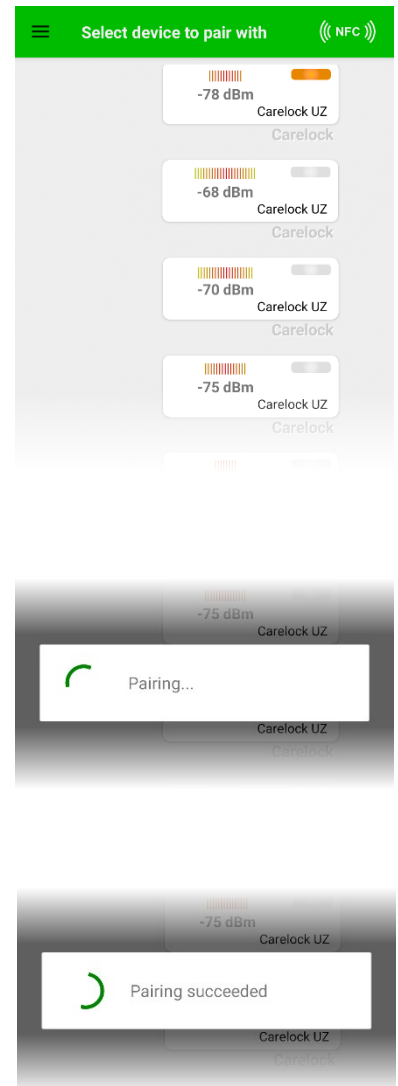 Select device to pair with
NFC
-78 dBm
Carelock UZ
Carelock
-68 dBm
Carelock UZ
Carelock
-70 dBm
Carelock UZ
Carelock
-75 dBm
Carelock UZ
Carelock
-75 dBm
Carelock UZ
Pairing...
Carelock UZ
Carelock
-75 dBm
Carelock UZ
Pairing succeeded
Carelock UZ
Carelock